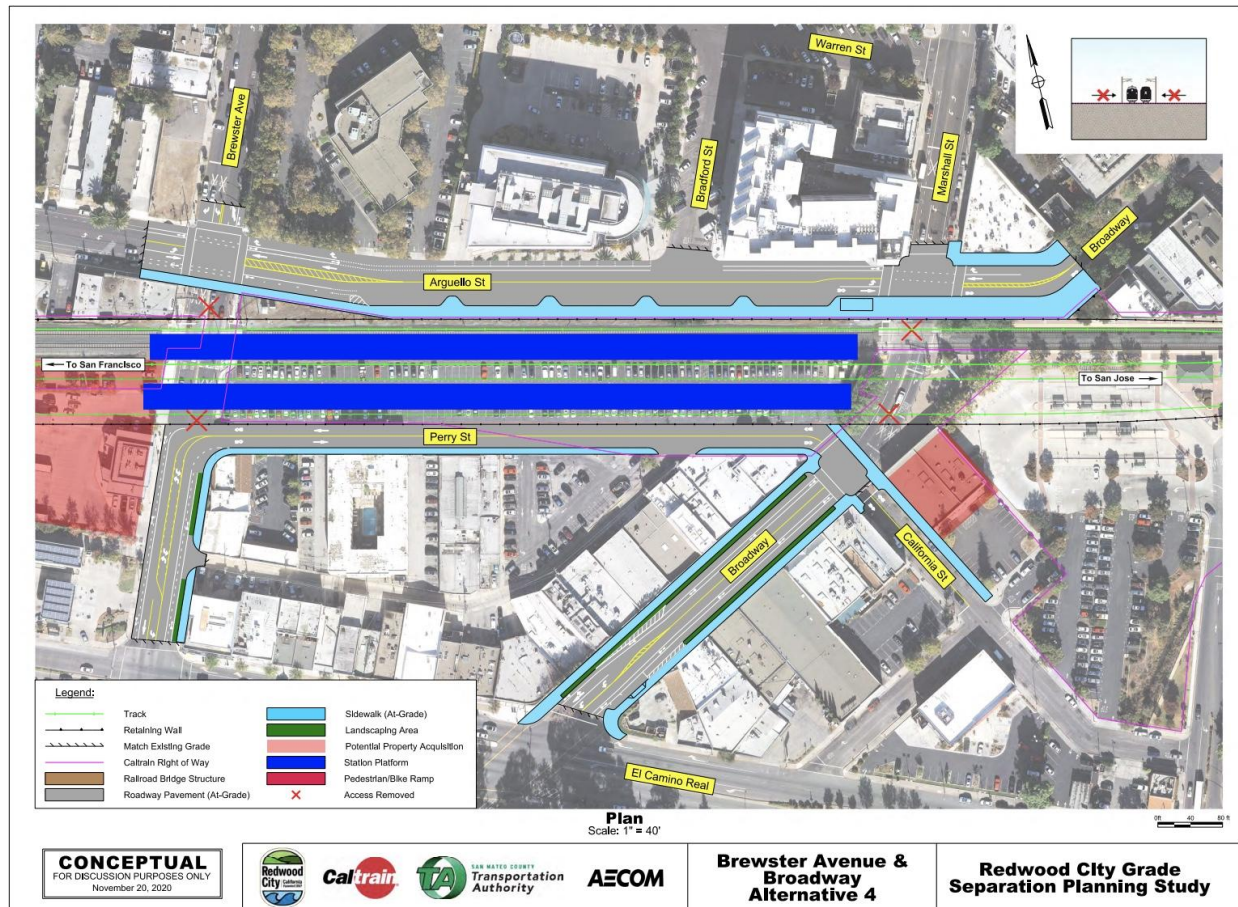 Warren St
Brewster Ave
Bradford St
Marshall St
Broadway
Arguello St
To San Francisco
To San Jose
Perry St
Broadway
California St
El Camino Real
Legend:
Track
Retaining Wall
Match Existing Grade
Caltrain Right of Way
Railroad Bridge Structure
Roadway Pavement (At-Grade)
Sidewalk (At-Grade)
Landscaping Area
Potential Property Acquisition
Station Platform
Pedestrian/Bike Ramp
Access Removed
Plan
Scale: 1" = 40'
0ft 40 80 ft
CONCEPTUAL
FOR DISCUSSION PURPOSES ONLY
November 20, 2020
Redwood
City California
Caltrain
TA
SAN MATEO COUNTY
Transportation
Authority
AECOM
Brewster Avenue &
Broadway
Alternative 4
Redwood City Grade
Separation Planning Study